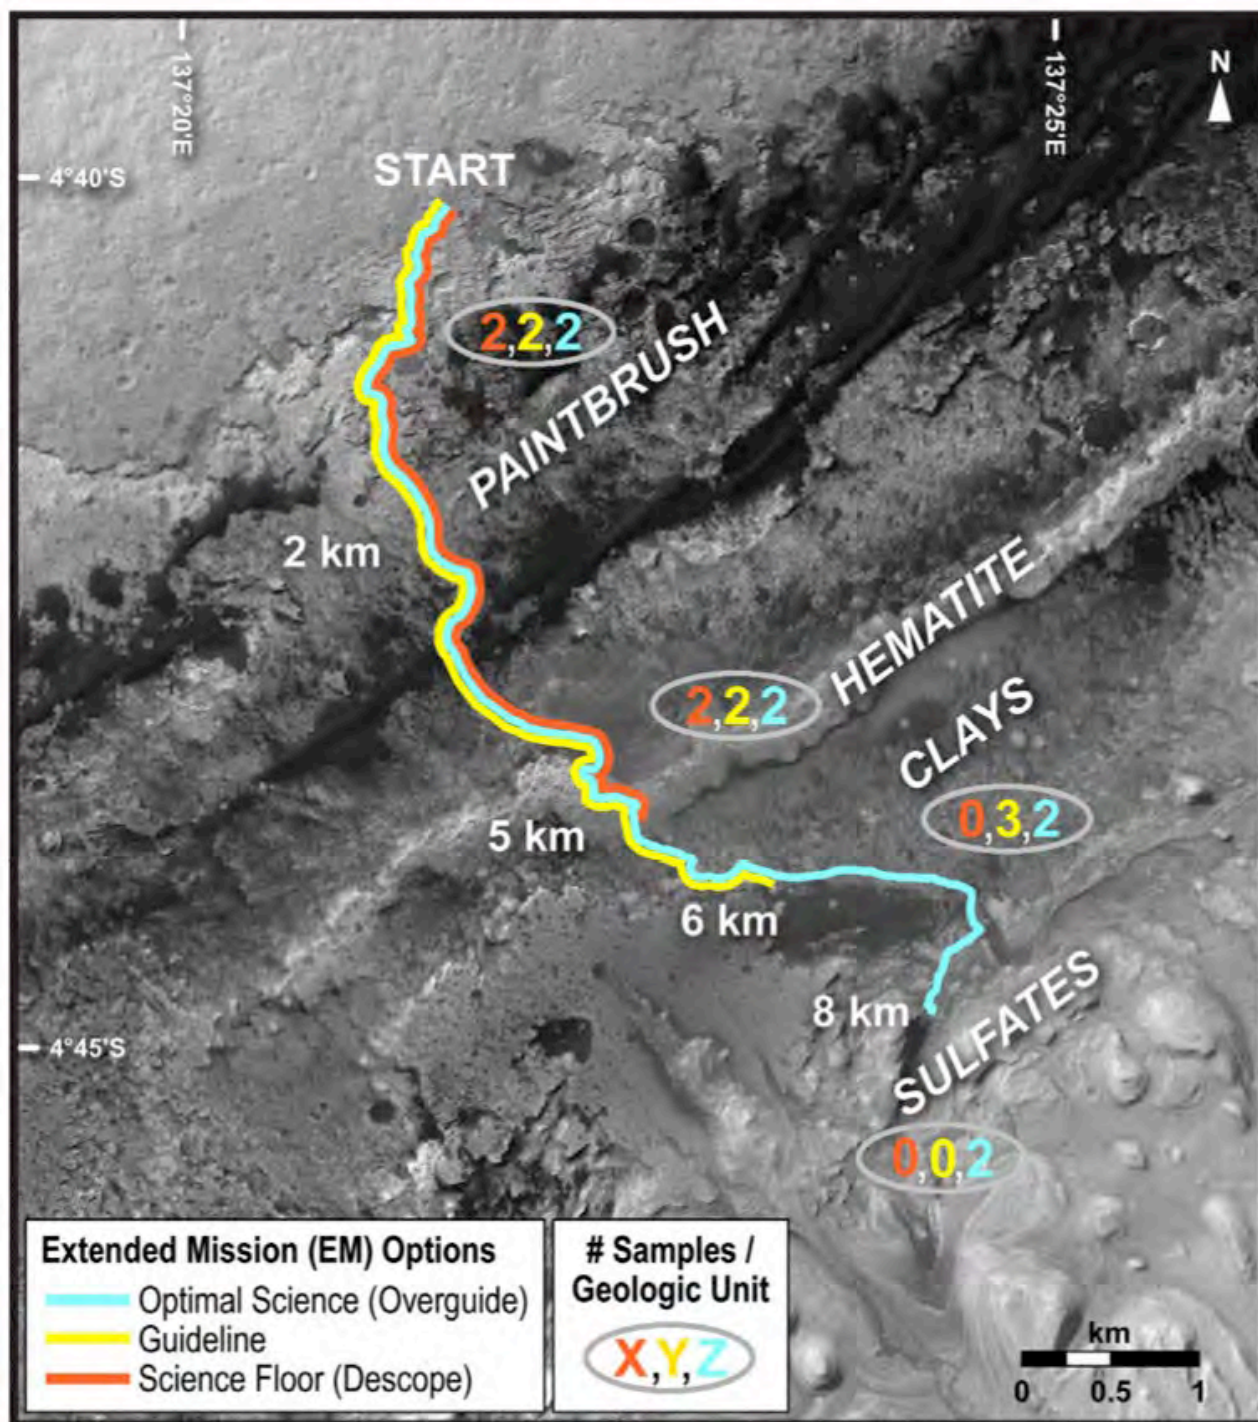 137°20'E
137°25'E
N
4°40'S
START
2,2,2
PAINTBRUSH
2 km
HEMATITE
2,2,2
CLAYS
0,3,2
5 km
6 km
8 km
SULFATES
4°45'S
0,0,2
Extended Mission (EM) Options
Optimal Science (Overguide)
Guideline
Science Floor (Descope)
# Samples /
Geologic Unit
X,Y,Z
km
0 0.5 1